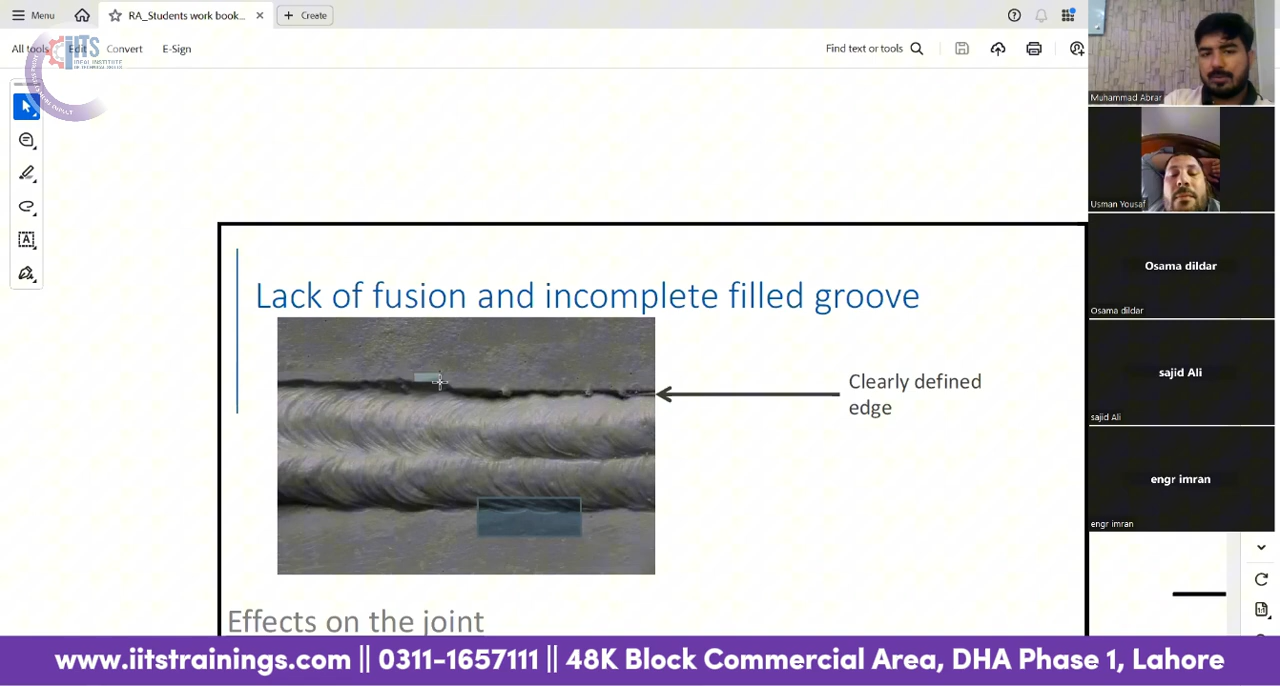 Menu
RA_Students work book...
Create
All tools
Edit
Convert
E-Sign
Find text or tools
IITS
IDEAL INSTITUTE
Muhammad Abrar
Usman Yousaf
Osama dildar
Osama dildar
sajid Ali
sajid Ali
engr imran
engr imran
Lack of fusion and incomplete filled groove
Clearly defined
edge
Effects on the joint
www.iitstrainings.com || 0311-1657111 || 48K Block Commercial Area, DHA Phase 1, Lahore